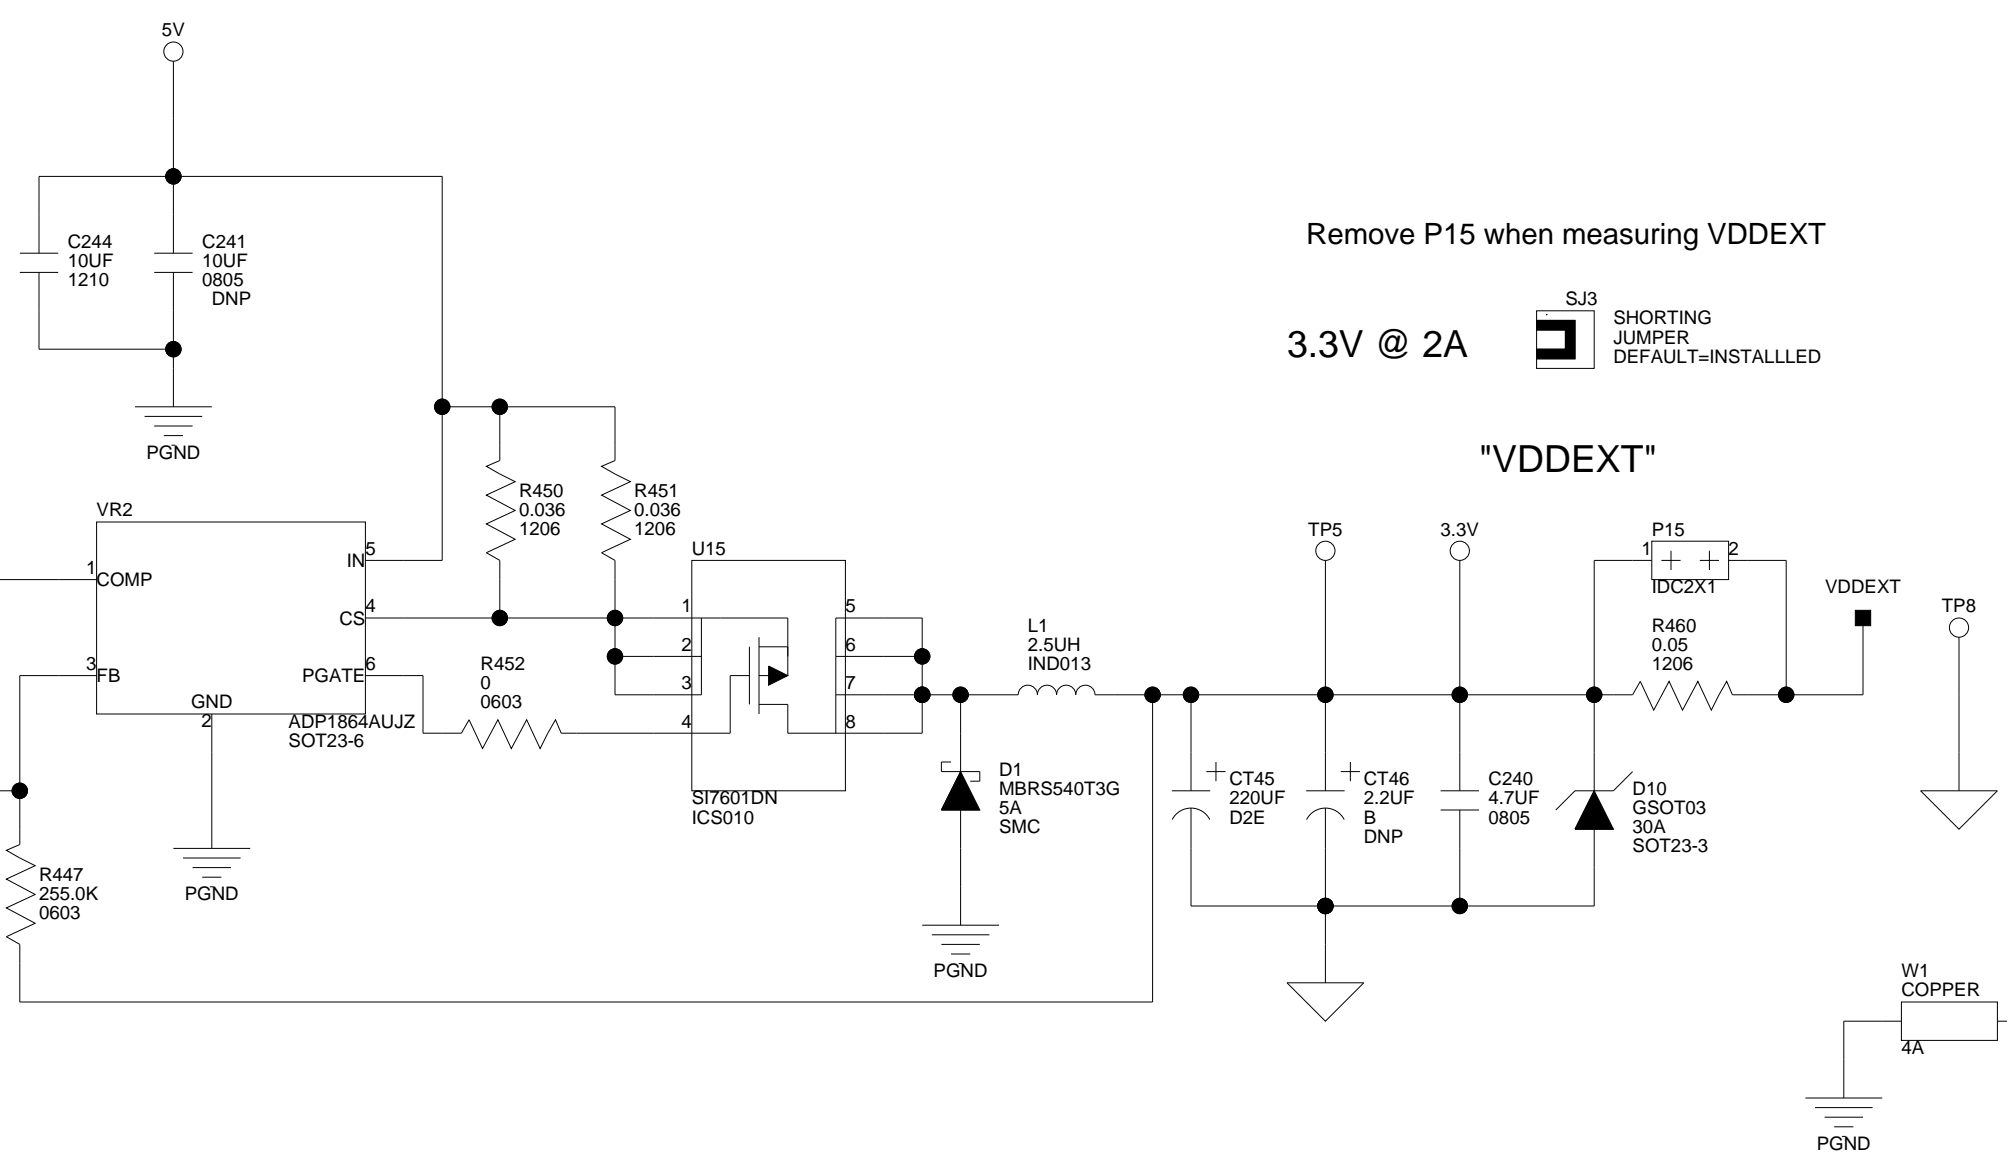 5V
C244
10UF
1210
C241
10UF
0805
DNP
PGND
Remove P15 when measuring VDDEXT
3.3V @ 2A
SJ3
SHORTING
JUMPER
DEFAULT=INSTALLLED
"VDDEXT"
VR2
1
COMP
3
FB
GND
2
IN
5
CS
4
PGATE
6
ADP1864AUJZ
SOT23-6
PGND
R450
0.036
1206
R451
0.036
1206
R452
0
0603
U15
1
2
3
4
5
6
7
8
SI7601DN
ICS010
L1
2.5UH
IND013
D1
MBRS540T3G
5A
SMC
PGND
TP5
3.3V
P15
1
2
IDC2X1
R460
0.05
1206
VDDEXT
TP8
CT45
220UF
D2E
CT46
2.2UF
B
DNP
C240
4.7UF
0805
D10
GSOT03
30A
SOT23-3
R447
255.0K
0603
W1
COPPER
4A
PGND